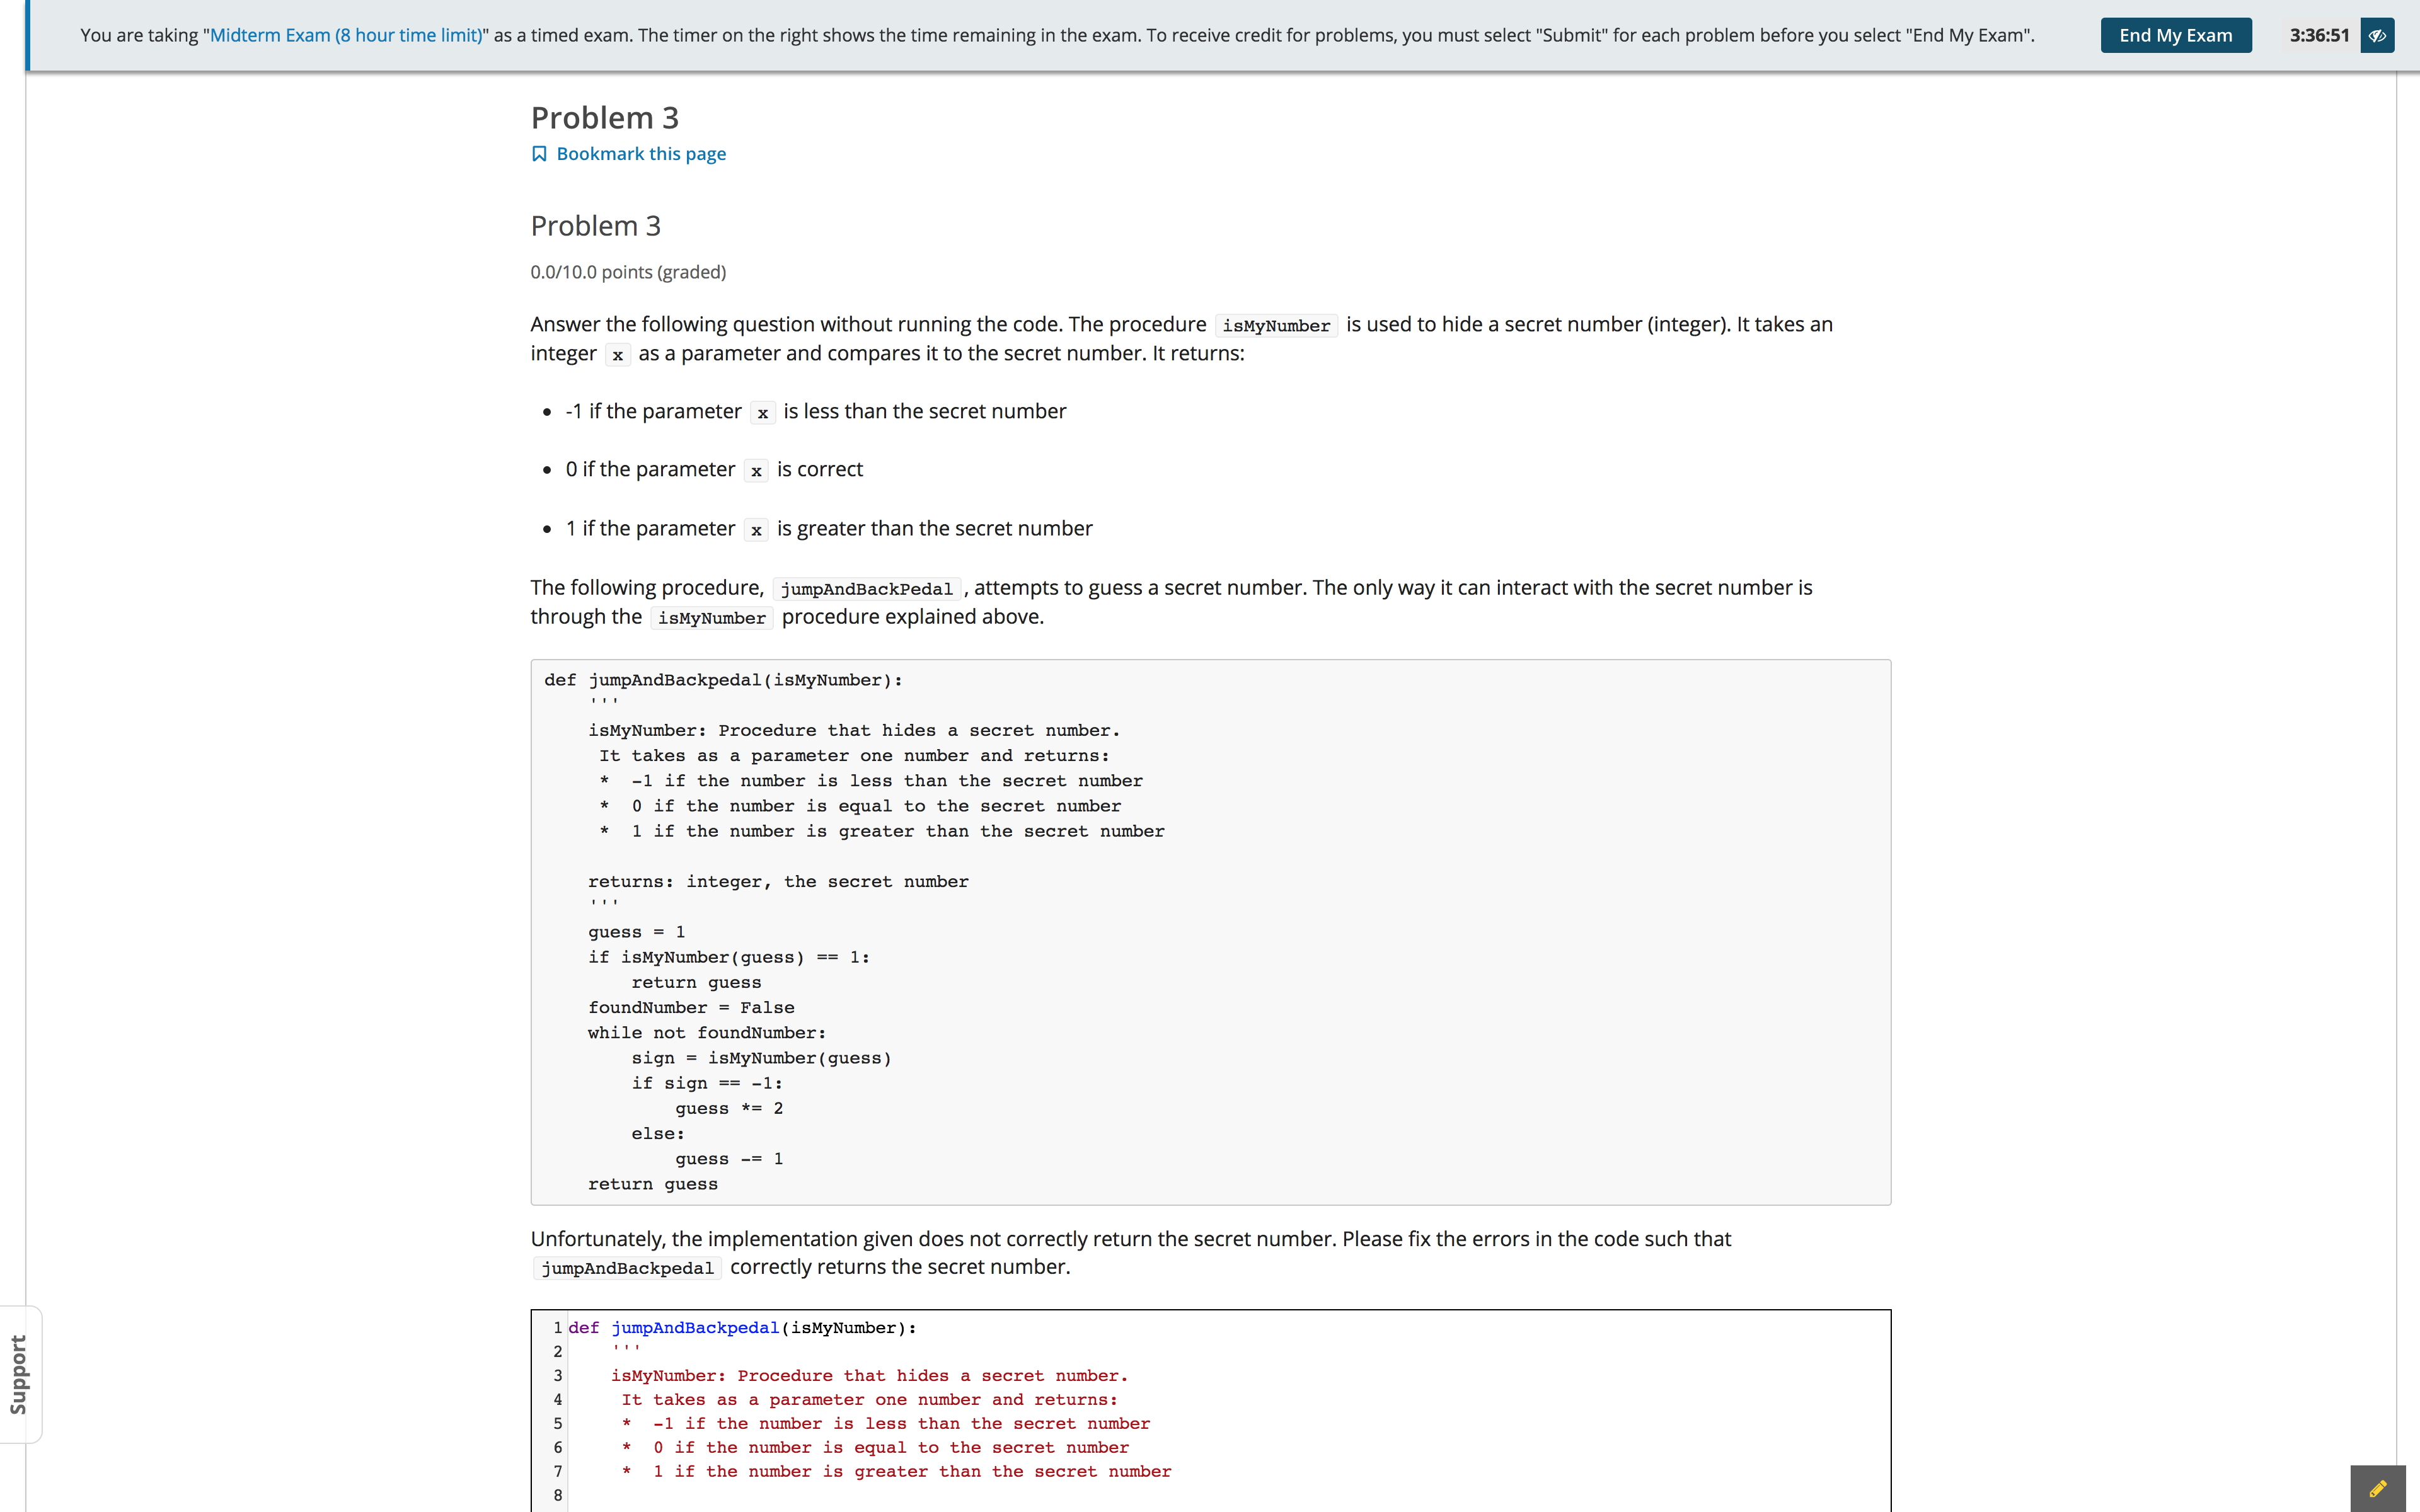 You are taking "Midterm Exam (8 hour time limit)" as a timed exam. The timer on the right shows the time remaining in the exam. To receive credit for problems, you must select "Submit" for each problem before you select "End My Exam".
End My Exam
3:36:51
Problem 3
Bookmark this page
Problem 3
0.0/10.0 points (graded)
Answer the following question without running the code. The procedure isMyNumber is used to hide a secret number (integer). It takes an
integer x as a parameter and compares it to the secret number. It returns:
• -1 if the parameter x is less than the secret number
• 0 if the parameter x is correct
• 1 if the parameter x is greater than the secret number
The following procedure, jumpAndBackPedal , attempts to guess a secret number. The only way it can interact with the secret number is
through the isMyNumber procedure explained above.
def jumpAndBackpedal(isMyNumber):
    '''
    isMyNumber: Procedure that hides a secret number.
     It takes as a parameter one number and returns:
     *  -1 if the number is less than the secret number
     *  0 if the number is equal to the secret number
     *  1 if the number is greater than the secret number
    returns: integer, the secret number
    '''
    guess = 1
    if isMyNumber(guess) == 1:
        return guess
    foundNumber = False
    while not foundNumber:
        sign = isMyNumber(guess)
        if sign == -1:
            guess *= 2
        else:
            guess -= 1
    return guess
Unfortunately, the implementation given does not correctly return the secret number. Please fix the errors in the code such that
jumpAndBackpedal correctly returns the secret number.
1 def jumpAndBackpedal(isMyNumber):
2     '''
3     isMyNumber: Procedure that hides a secret number.
4      It takes as a parameter one number and returns:
5      *  -1 if the number is less than the secret number
6      *  0 if the number is equal to the secret number
7      *  1 if the number is greater than the secret number
8
Support